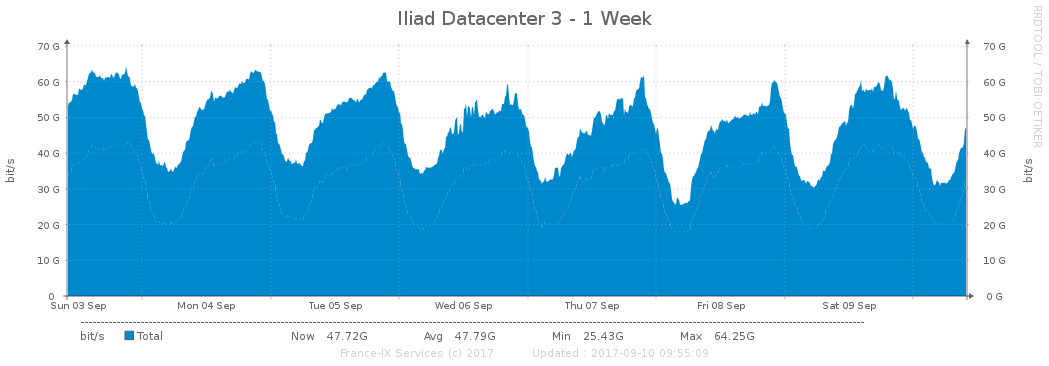 Iliad Datacenter 3 - 1 Week
RRDTOOL / TOBI OETIKER
70 G 70 G
60 G 60 G
50 G 50 G
40 G 40 G
30 G 30 G
20 G 20 G
10 G 10 G
0 0 G
bit/s bit/s
Sun 03 Sep Mon 04 Sep Tue 05 Sep Wed 06 Sep Thu 07 Sep Fri 08 Sep Sat 09 Sep
bit/s Total Now 47.72G Avg 47.79G Min 25.43G Max 64.25G
France-IX Services (c) 2017 Updated : 2017-09-10 09:55:09